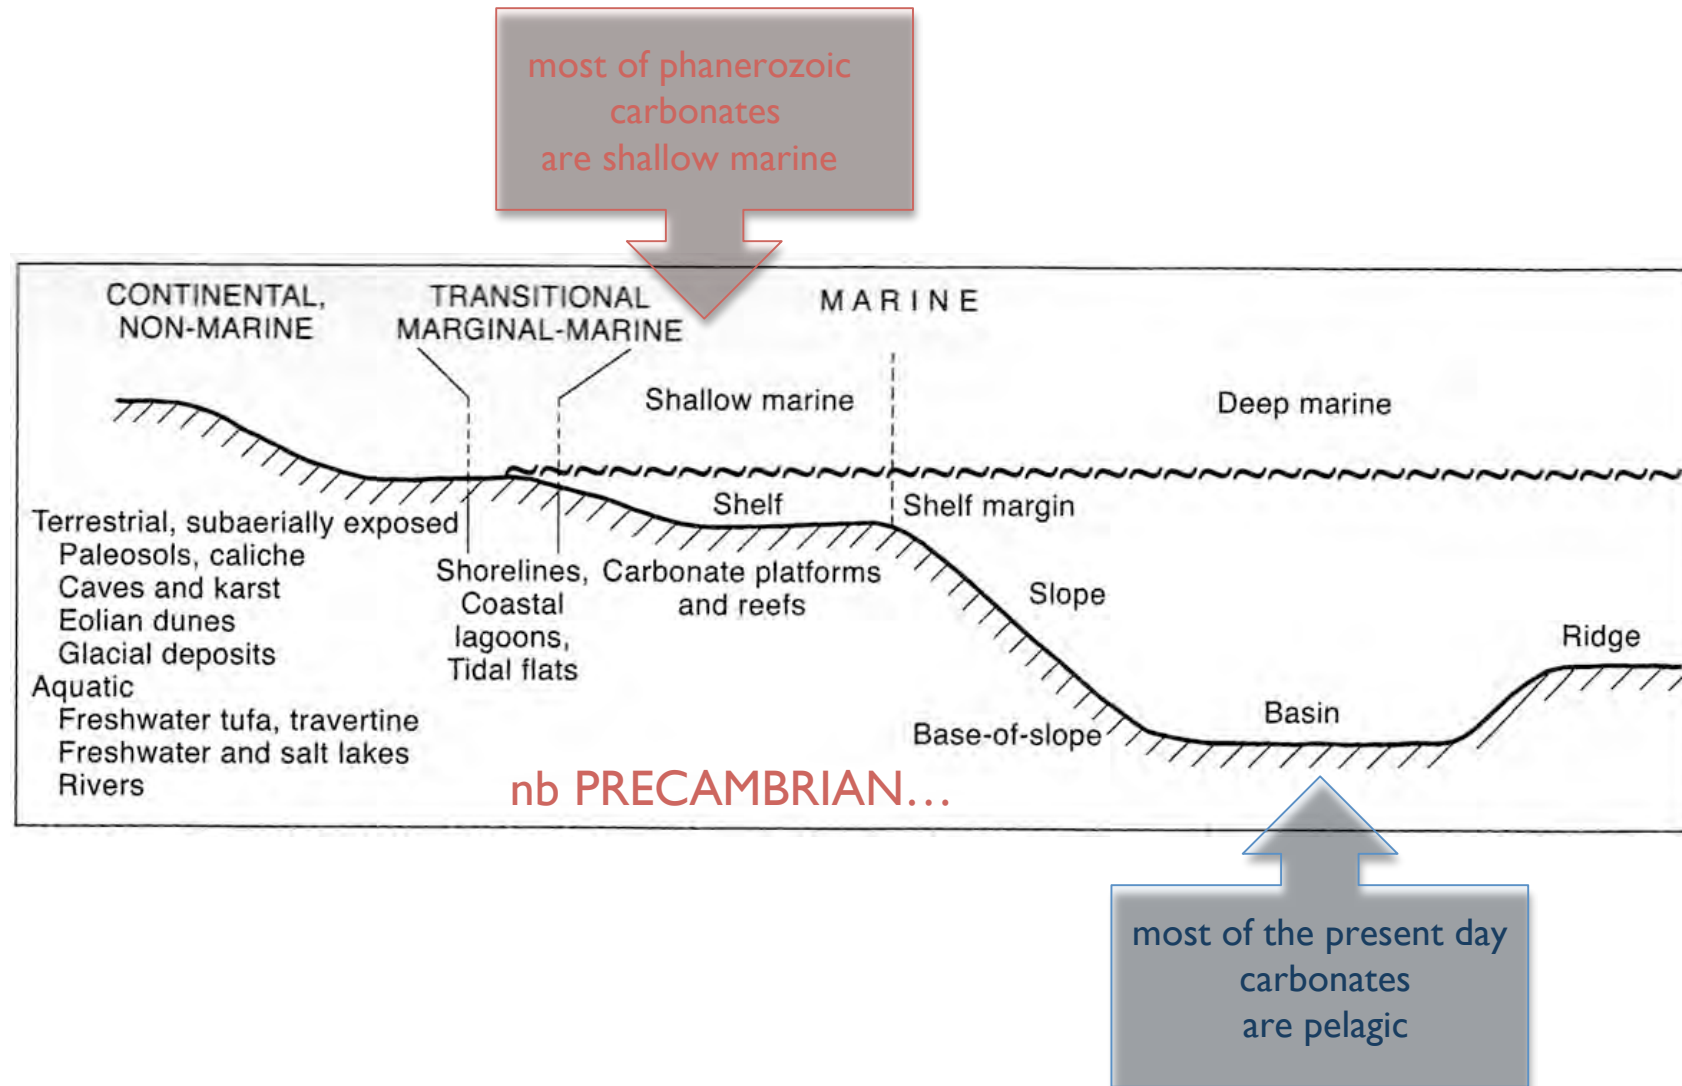 most of phanerozoic
carbonates
are shallow marine
CONTINENTAL,
NON-MARINE
TRANSITIONAL
MARGINAL-MARINE
MARINE
Shallow marine
Deep marine
Shelf
Shelf margin
Terrestrial, subaerially exposed
Paleosols, caliche
Caves and karst
Eolian dunes
Glacial deposits
Aquatic
Freshwater tufa, travertine
Freshwater and salt lakes
Rivers
Shorelines,
Coastal
lagoons,
Tidal flats
Carbonate platforms
and reefs
Slope
Base-of-slope
Basin
Ridge
nb PRECAMBRIAN...
most of the present day
carbonates
are pelagic